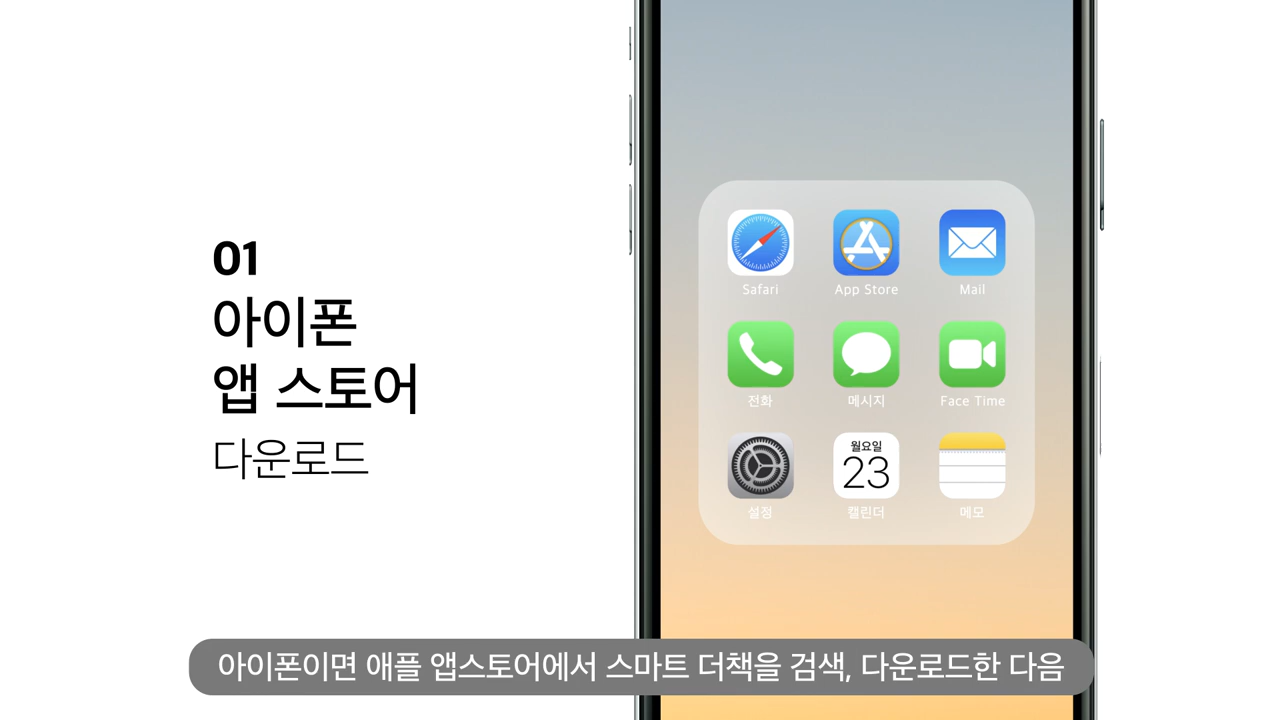 01
아이폰
앱 스토어
다운로드
Safari
App Store
Mail
전화
메시지
Face Time
월요일
23
설정
캘린더
메모
아이폰이면 애플 앱스토어에서 스마트 더책을 검색, 다운로드한 다음